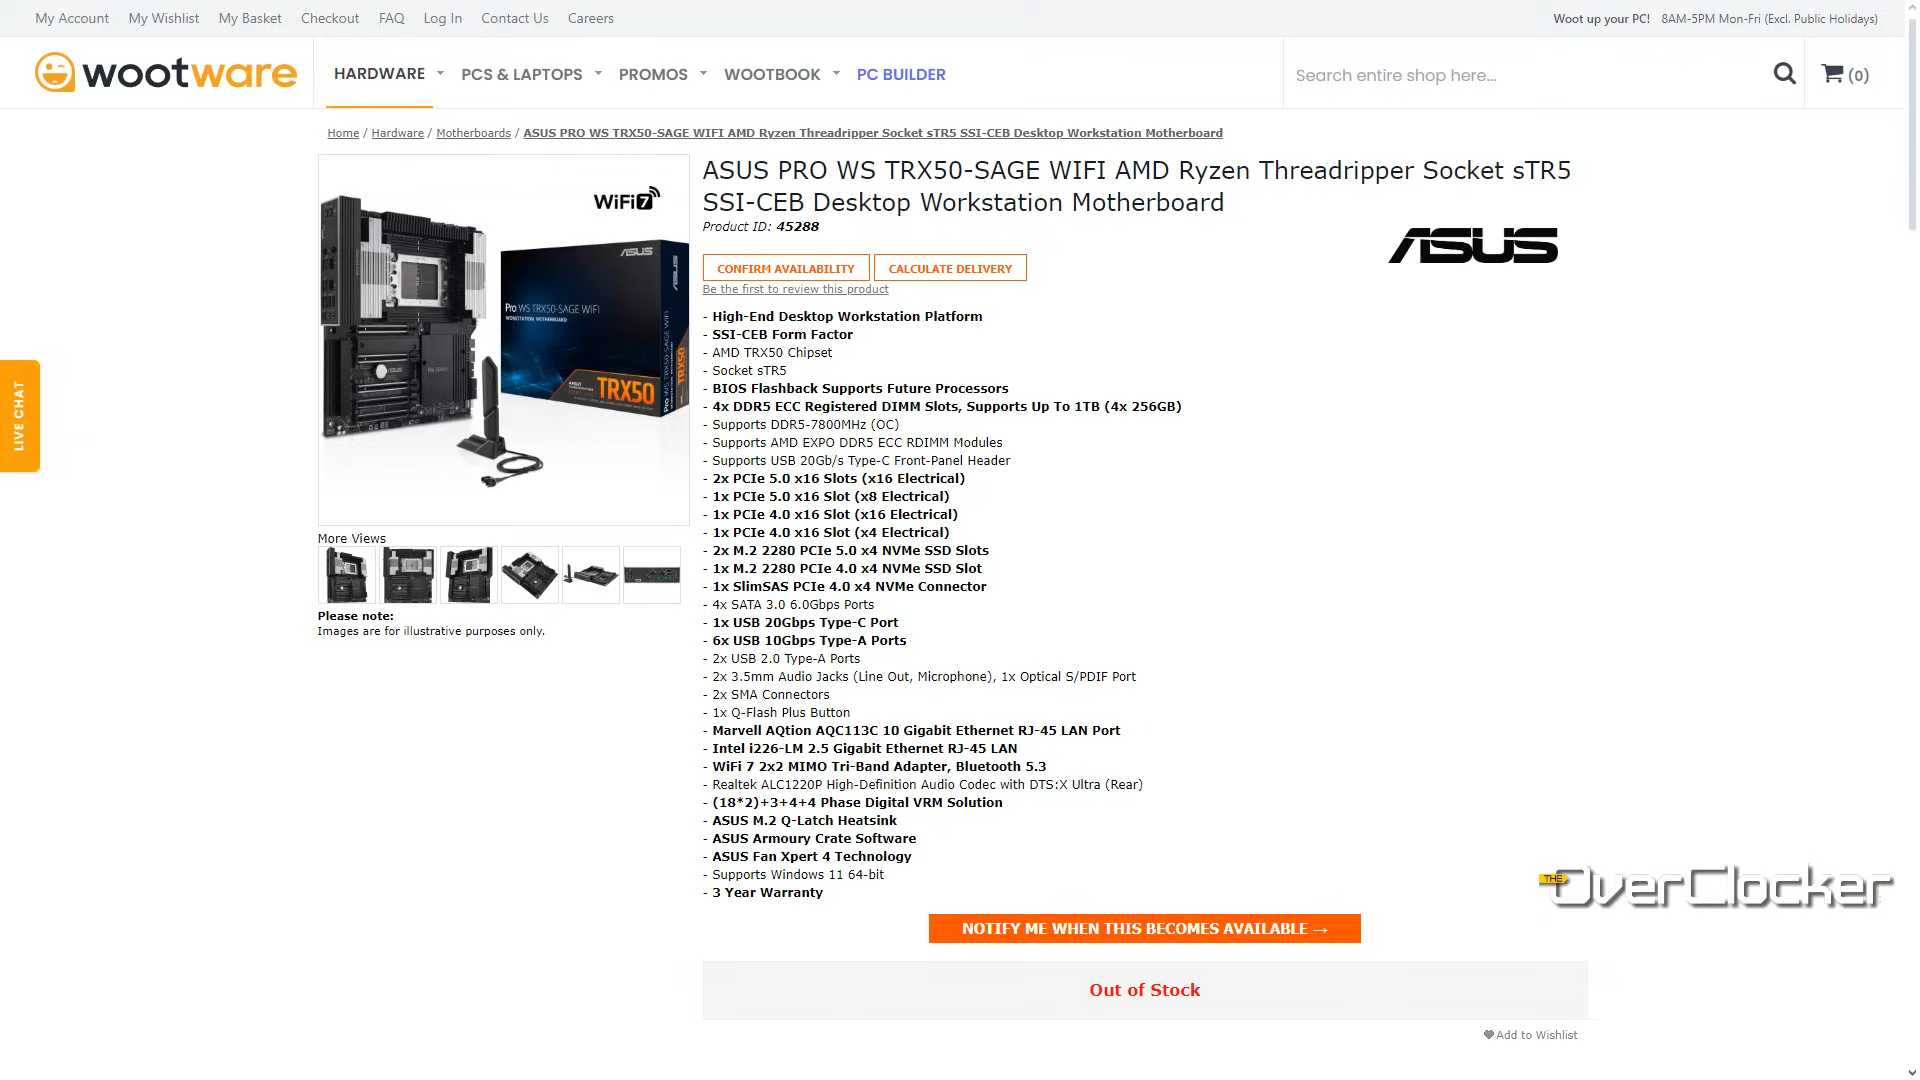 My Account My Wishlist My Basket Checkout FAQ Log In Contact Us Careers
Woot up your PC! 8AM-5PM Mon-Fri (Excl. Public Holidays)
wootware
HARDWARE PCS & LAPTOPS PROMOS WOOTBOOK PC BUILDER
Search entire shop here...
(0)
Home / Hardware / Motherboards / ASUS PRO WS TRX50-SAGE WIFI AMD Ryzen Threadripper Socket sTR5 SSI-CEB Desktop Workstation Motherboard
WiFi 7
ASUS
ASUS
Pro WS TRX50-SAGE WIFI
WORKSTATION MOTHERBOARD
Pro WS TRX50-SAGE WIFI
TRX50
TRX50
LIVE CHAT
More Views
Please note:
Images are for illustrative purposes only.
ASUS PRO WS TRX50-SAGE WIFI AMD Ryzen Threadripper Socket sTR5
SSI-CEB Desktop Workstation Motherboard
Product ID: 45288
ASUS
CONFIRM AVAILABILITY CALCULATE DELIVERY
Be the first to review this product
- High-End Desktop Workstation Platform
- SSI-CEB Form Factor
- AMD TRX50 Chipset
- Socket sTR5
- BIOS Flashback Supports Future Processors
- 4x DDR5 ECC Registered DIMM Slots, Supports Up To 1TB (4x 256GB)
- Supports DDR5-7800MHz (OC)
- Supports AMD EXPO DDR5 ECC RDIMM Modules
- Supports USB 20Gb/s Type-C Front-Panel Header
- 2x PCIe 5.0 x16 Slots (x16 Electrical)
- 1x PCIe 5.0 x16 Slot (x8 Electrical)
- 1x PCIe 4.0 x16 Slot (x16 Electrical)
- 1x PCIe 4.0 x16 Slot (x4 Electrical)
- 2x M.2 2280 PCIe 5.0 x4 NVMe SSD Slots
- 1x M.2 2280 PCIe 4.0 x4 NVMe SSD Slot
- 1x SlimSAS PCIe 4.0 x4 NVMe Connector
- 4x SATA 3.0 6.0Gbps Ports
- 1x USB 20Gbps Type-C Port
- 6x USB 10Gbps Type-A Ports
- 2x USB 2.0 Type-A Ports
- 2x 3.5mm Audio Jacks (Line Out, Microphone), 1x Optical S/PDIF Port
- 2x SMA Connectors
- 1x Q-Flash Plus Button
- Marvell AQtion AQC113C 10 Gigabit Ethernet RJ-45 LAN Port
- Intel i226-LM 2.5 Gigabit Ethernet RJ-45 LAN
- WiFi 7 2x2 MIMO Tri-Band Adapter, Bluetooth 5.3
- Realtek ALC1220P High-Definition Audio Codec with DTS:X Ultra (Rear)
- (18*2)+3+4+4 Phase Digital VRM Solution
- ASUS M.2 Q-Latch Heatsink
- ASUS Armoury Crate Software
- ASUS Fan Xpert 4 Technology
- Supports Windows 11 64-bit
- 3 Year Warranty
THE OverClocker
NOTIFY ME WHEN THIS BECOMES AVAILABLE →
Out of Stock
Add to Wishlist